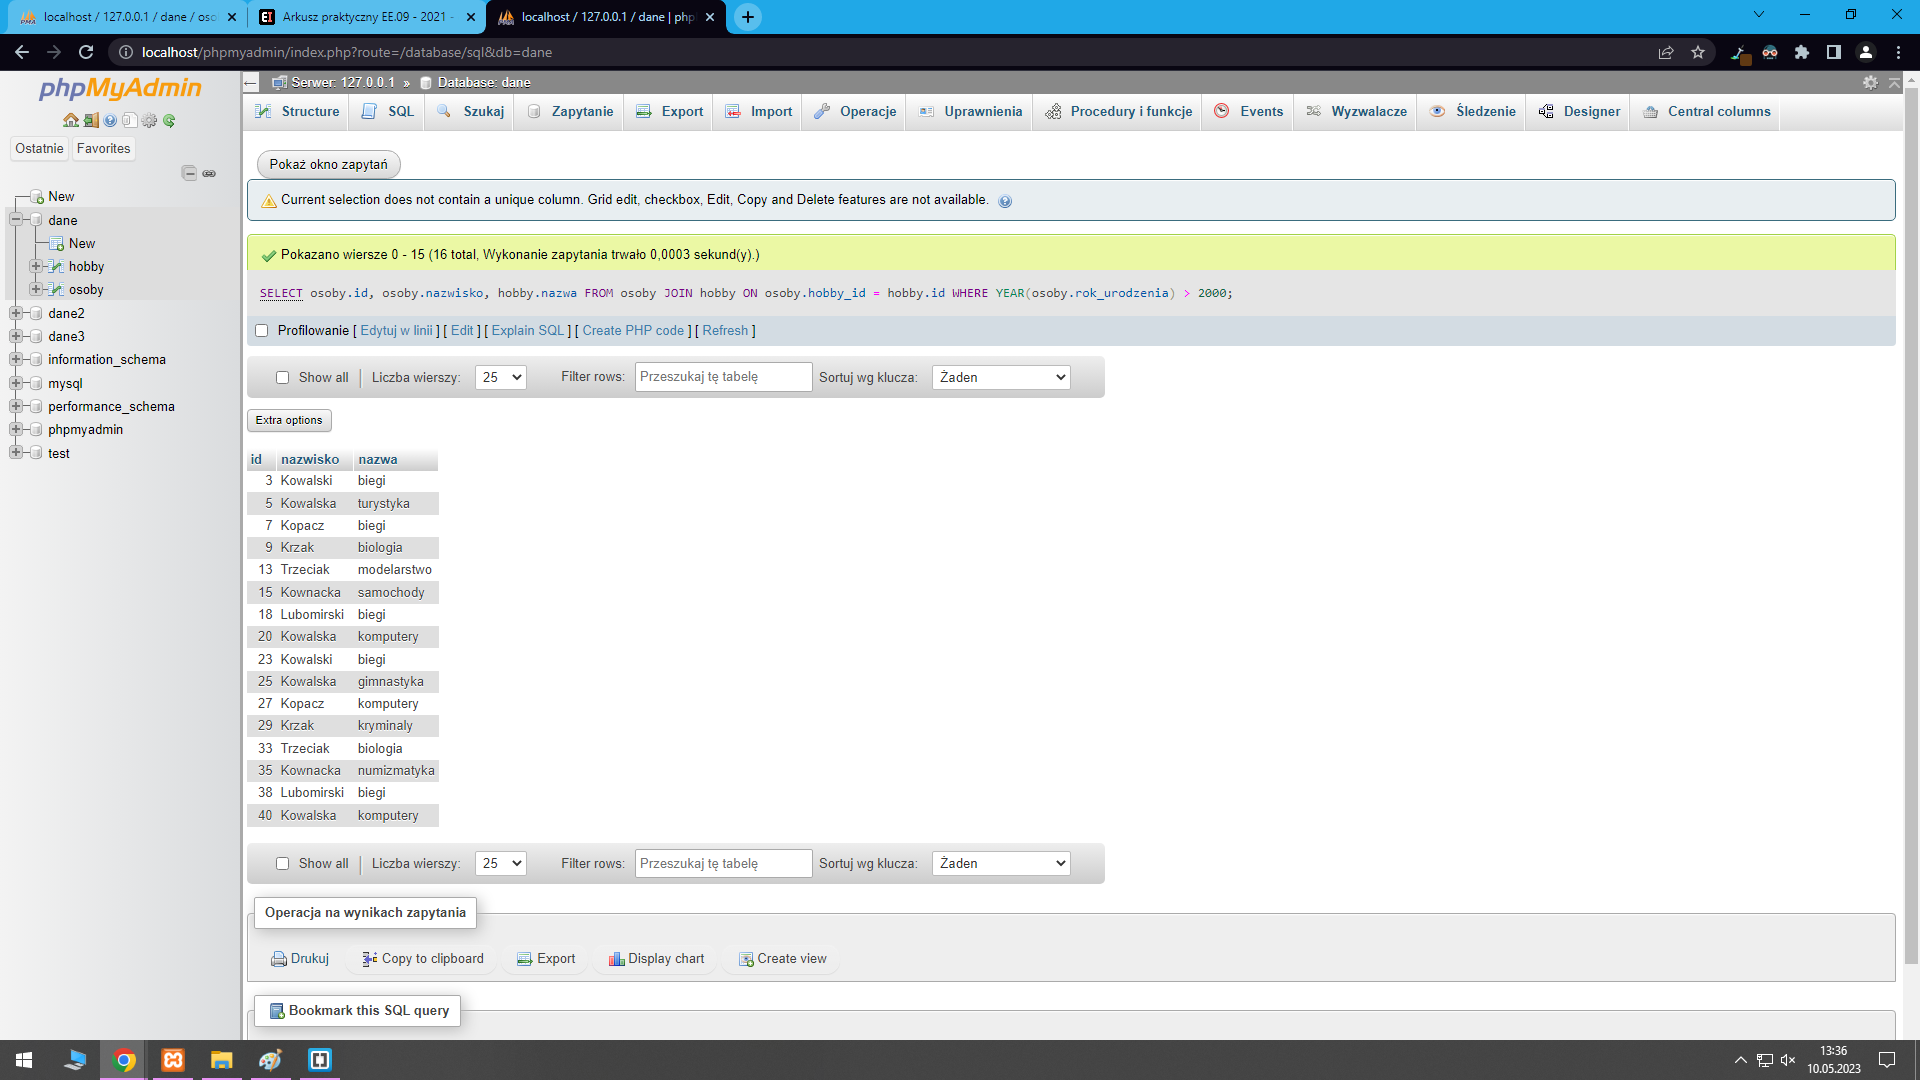 localhost / 127.0.0.1 / dane / oso
Arkusz praktyczny EE.09 - 2021 -
localhost / 127.0.0.1 / dane | php
localhost/phpmyadmin/index.php?route=/database/sql&db=dane
phpMyAdmin
Ostatnie
Favorites
New
dane
New
hobby
osoby
dane2
dane3
information_schema
mysql
performance_schema
phpmyadmin
test
Serwer: 127.0.0.1 » Database: dane
Structure SQL Szukaj Zapytanie Export Import Operacje Uprawnienia Procedury i funkcje Events Wyzwalacze Śledzenie Designer Central columns
Pokaż okno zapytań
Current selection does not contain a unique column. Grid edit, checkbox, Edit, Copy and Delete features are not available.
Pokazano wiersze 0 - 15 (16 total, Wykonanie zapytania trwało 0,0003 sekund(y).)
SELECT osoby.id, osoby.nazwisko, hobby.nazwa FROM osoby JOIN hobby ON osoby.hobby_id = hobby.id WHERE YEAR(osoby.rok_urodzenia) > 2000;
Profilowanie [ Edytuj w linii ] [ Edit ] [ Explain SQL ] [ Create PHP code ] [ Refresh ]
Show all | Liczba wierszy: 25 Filter rows: Przeszukaj tę tabelę Sortuj wg klucza: Żaden
Extra options
id nazwisko nazwa
3 Kowalski biegi
5 Kowalska turystyka
7 Kopacz biegi
9 Krzak biologia
13 Trzeciak modelarstwo
15 Kownacka samochody
18 Lubomirski biegi
20 Kowalska komputery
23 Kowalski biegi
25 Kowalska gimnastyka
27 Kopacz komputery
29 Krzak kryminaly
33 Trzeciak biologia
35 Kownacka numizmatyka
38 Lubomirski biegi
40 Kowalska komputery
Show all | Liczba wierszy: 25 Filter rows: Przeszukaj tę tabelę Sortuj wg klucza: Żaden
Operacja na wynikach zapytania
Drukuj Copy to clipboard Export Display chart Create view
Bookmark this SQL query
13:36
10.05.2023